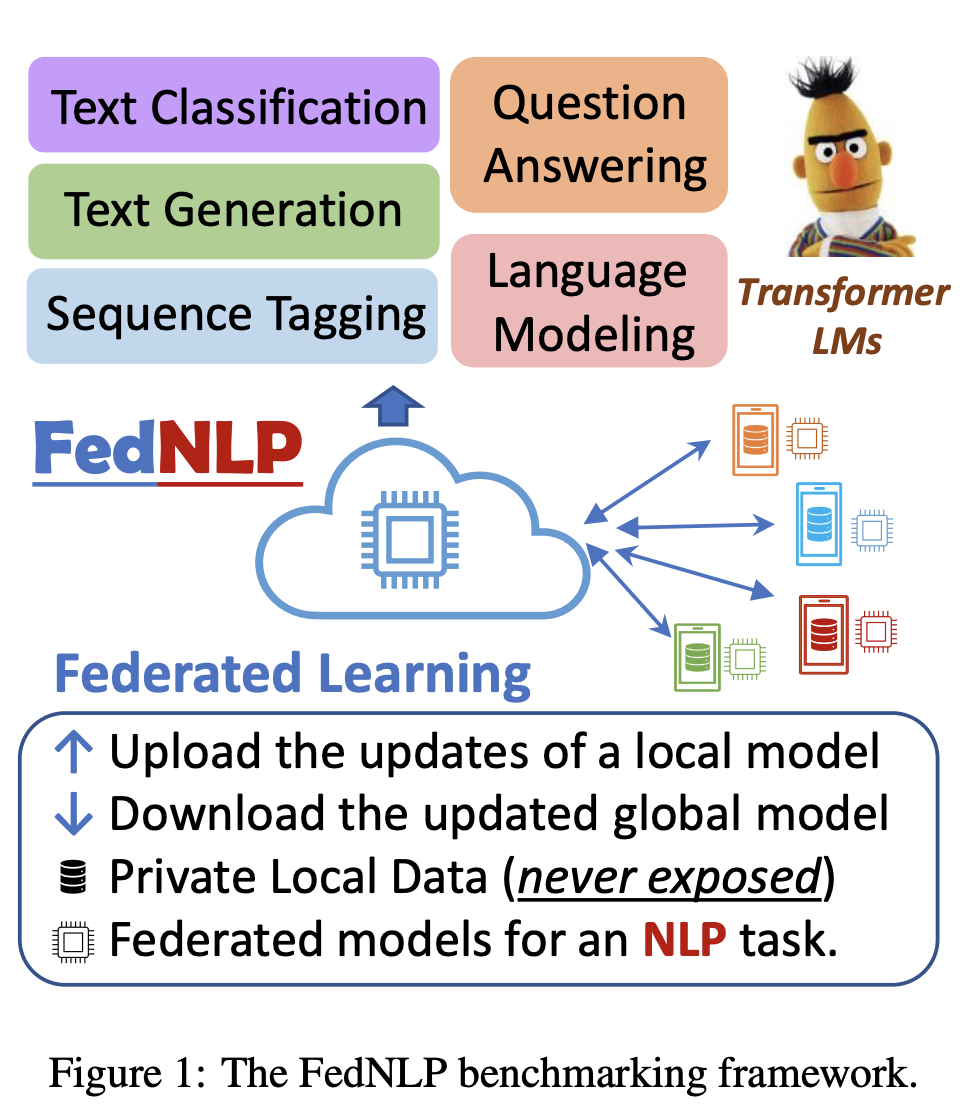 Text Classification
Text Generation
Sequence Tagging
Question
Answering
Language
Modeling
Transformer
LMs
FedNLP
Federated Learning
↑ Upload the updates of a local model
↓ Download the updated global model
Private Local Data (never exposed)
Federated models for an NLP task.
Figure 1: The FedNLP benchmarking framework.